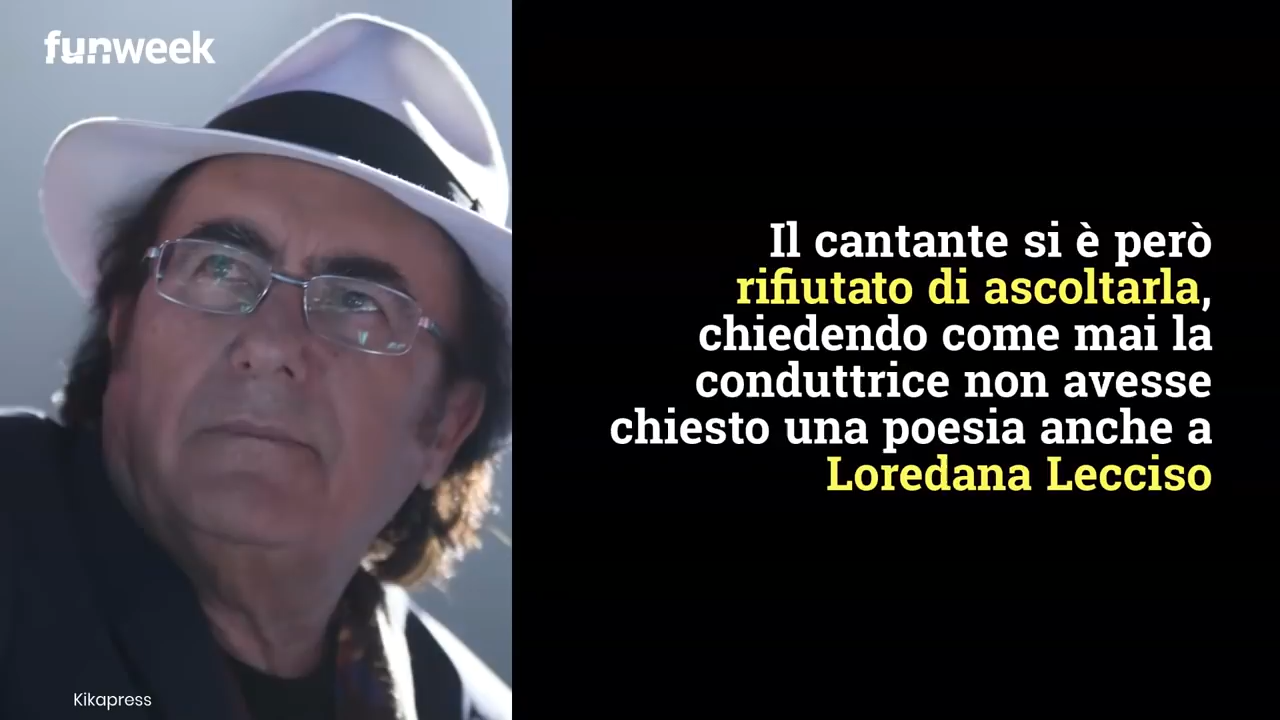 funweek
Il cantante si è però
rifiutato di ascoltarla,
chiedendo come mai la
conduttrice non avesse
chiesto una poesia anche a
Loredana Lecciso
Kikapress